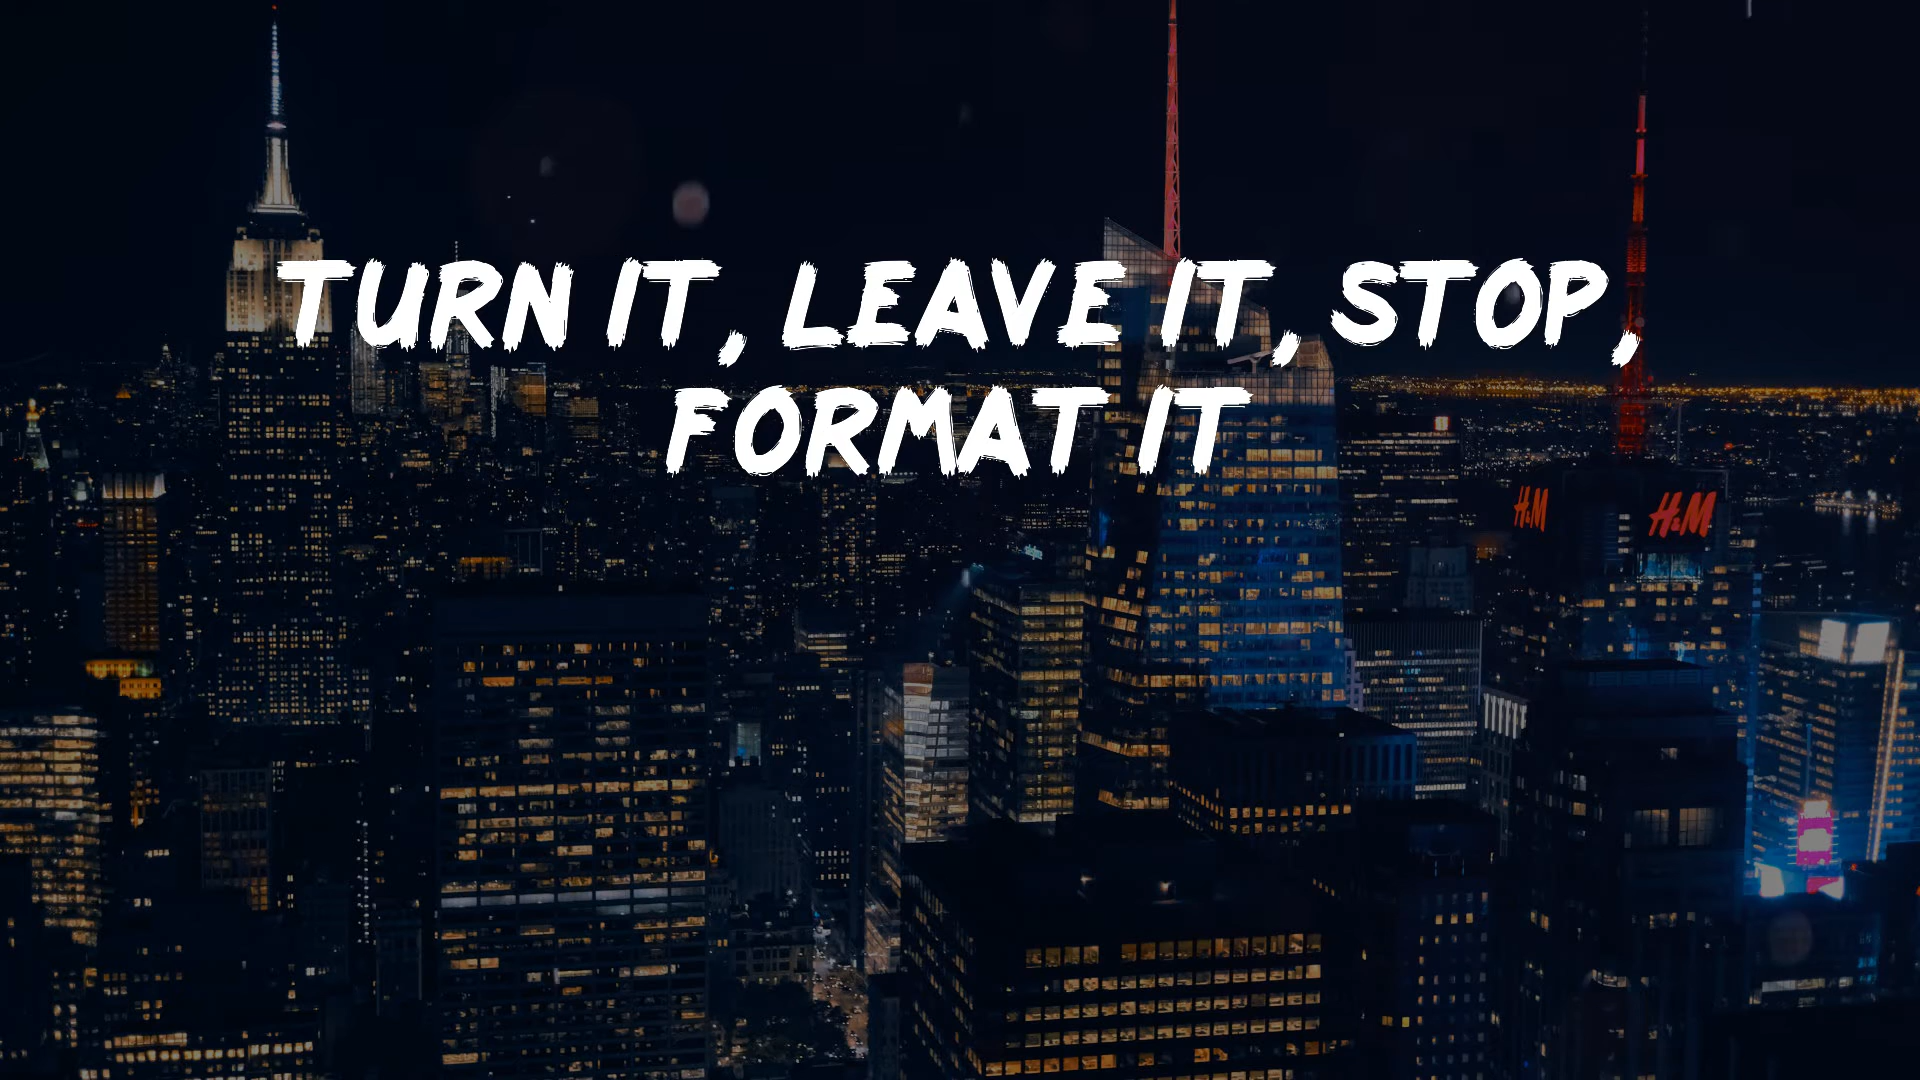 TURN IT, LEAVE IT, STOP,
FORMAT IT
H&M
H&M